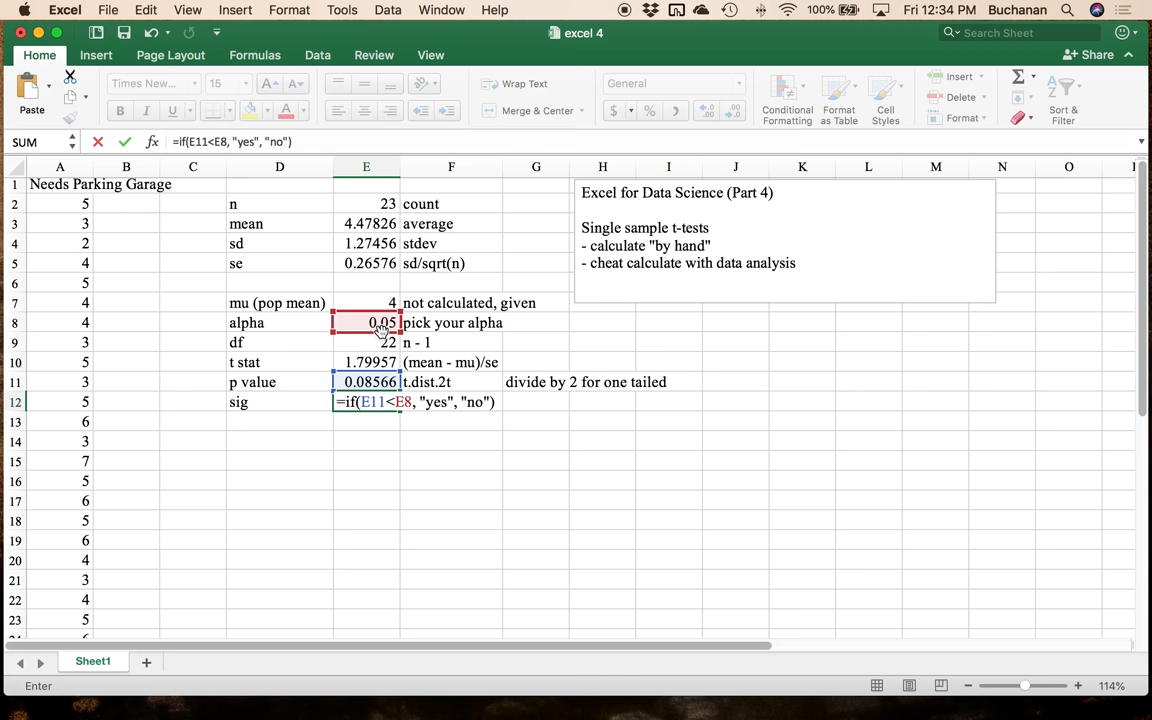 Excel File Edit View Insert Format Tools Data Window Help 100% Fri 12:34 PM Buchanan
excel 4 Search Sheet
Home Insert Page Layout Formulas Data Review View Share
Paste Times New... 15 A A Wrap Text General Insert Σ
B I U A Merge & Center $ % Conditional Formatting Format as Table Cell Styles Delete Format Sort & Filter
SUM fx =if(E11<E8, "yes", "no")
A B C D E F G H I J K L M N O
1 Needs Parking Garage Excel for Data Science (Part 4)
2 5 n 23 count
3 3 mean 4.47826 average Single sample t-tests
4 2 sd 1.27456 stdev - calculate "by hand"
5 4 se 0.26576 sd/sqrt(n) - cheat calculate with data analysis
6 5
7 4 mu (pop mean) 4 not calculated, given
8 4 alpha 0.05 pick your alpha
9 3 df 22 n - 1
10 5 t stat 1.79957 (mean - mu)/se
11 3 p value 0.08566 t.dist.2t divide by 2 for one tailed
12 5 sig =if(E11<E8, "yes", "no")
13 6
14 3
15 7
16 5
17 6
18 5
19 6
20 4
21 3
22 4
23 5
Sheet1
Enter 114%